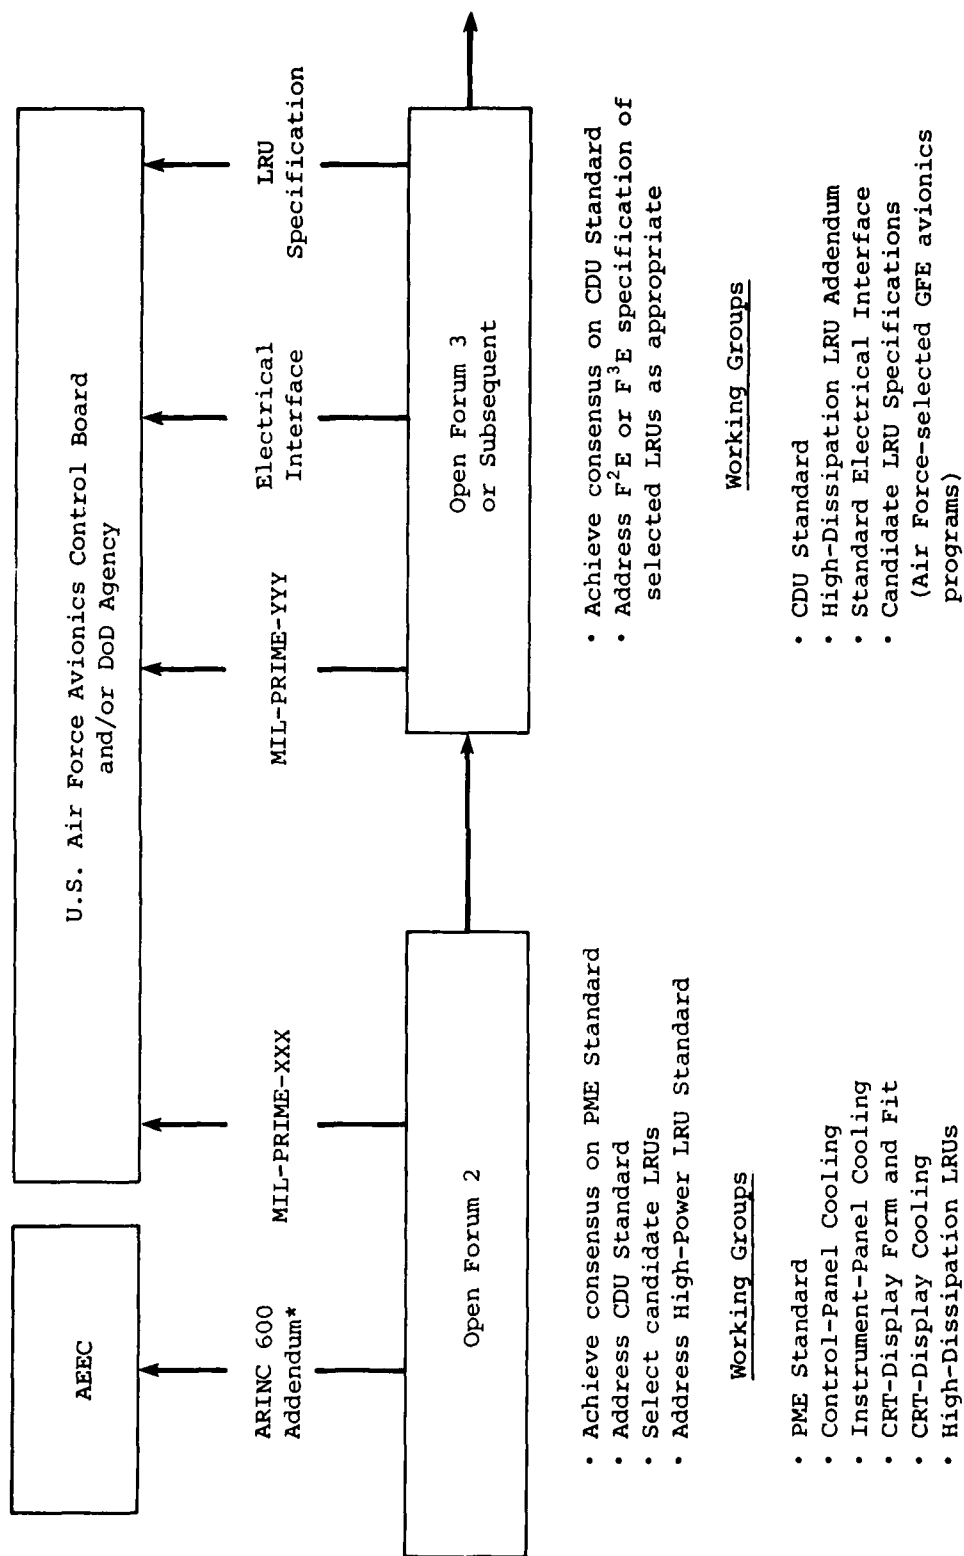 AEEC
U.S. Air Force Avionics Control Board
and/or DoD Agency
ARINC 600
Addendum*
MIL-PRIME-XXX
MIL-PRIME-YYY
Electrical
Interface
LRU
Specification
Open Forum 2
Open Forum 3
or Subsequent
• Achieve consensus on PME Standard
• Address CDU Standard
• Select candidate LRUs
• Address High-Power LRU Standard
Working Groups
• PME Standard
• Control-Panel Cooling
• Instrument-Panel Cooling
• CRT-Display Form and Fit
• CRT-Display Cooling
• High-Dissipation LRUs
• Achieve consensus on CDU Standard
• Address F²E or F³E specification of
selected LRUs as appropriate
Working Groups
• CDU Standard
• High-Dissipation LRU Addendum
• Standard Electrical Interface
• Candidate LRU Specifications
(Air Force-selected GFE avionics
programs)